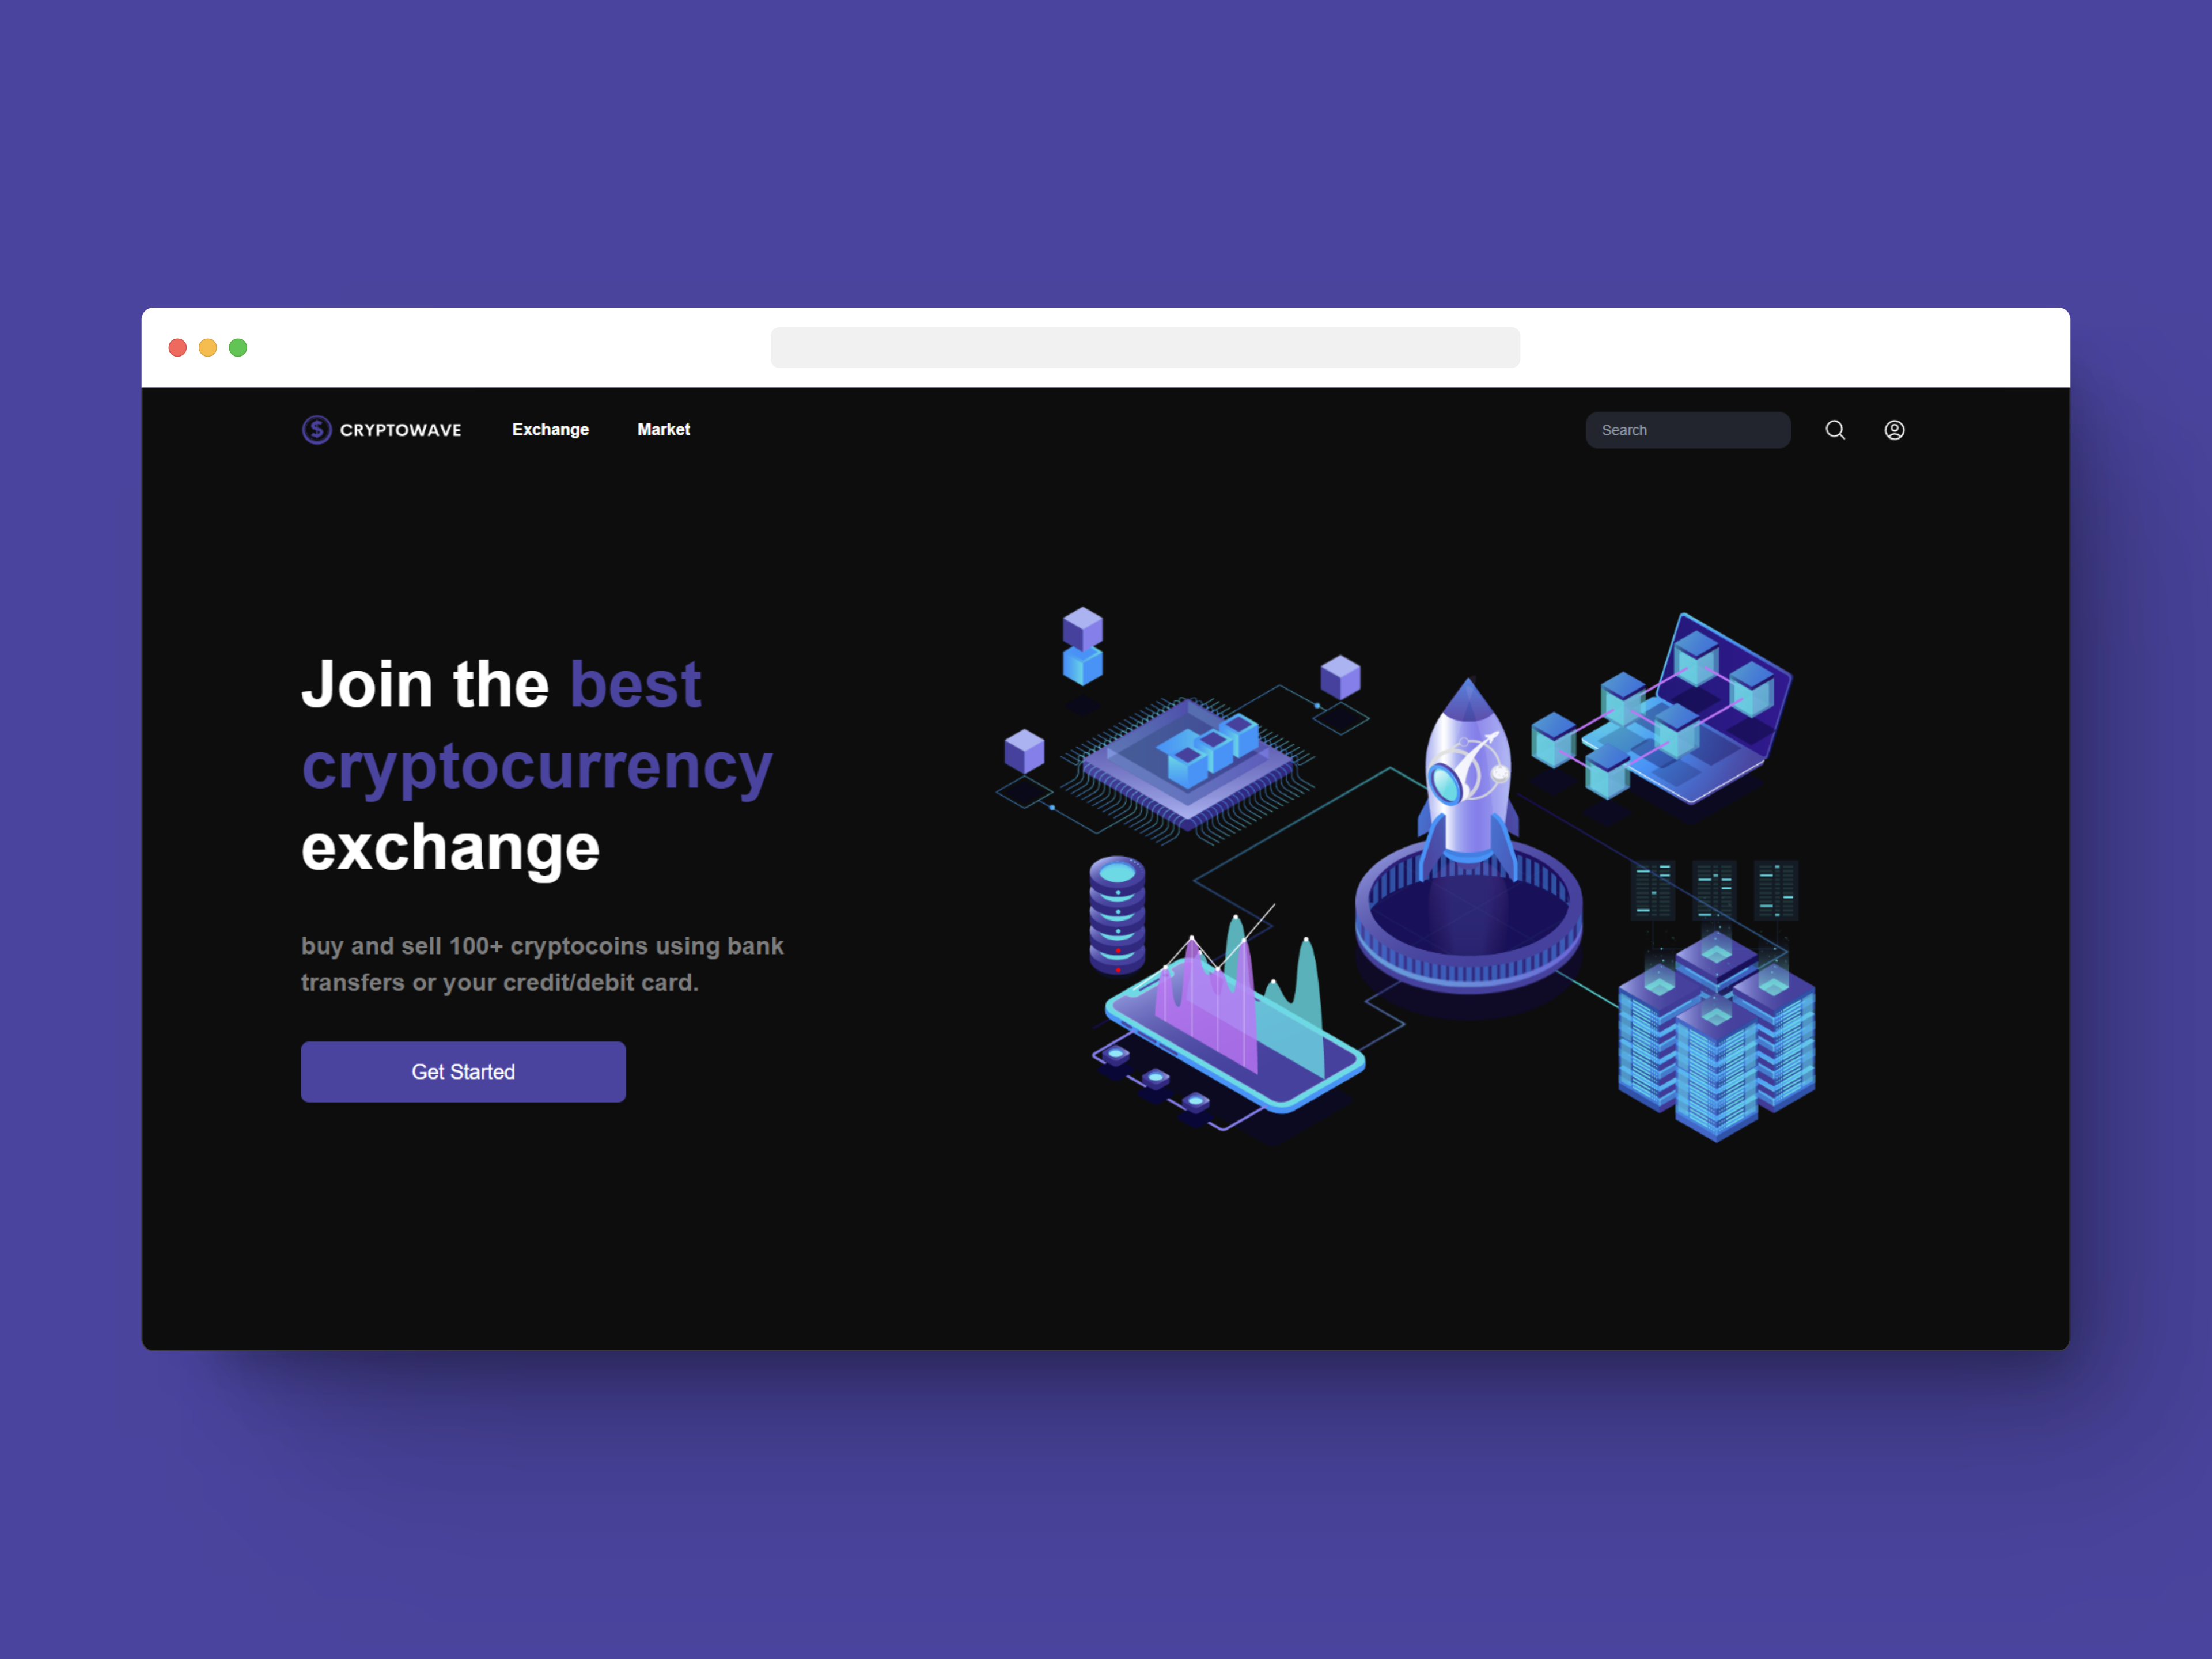 CRYPTOWAVE
Exchange
Market
Search
Join the best
cryptocurrency
exchange
buy and sell 100+ cryptocoins using bank
transfers or your credit/debit card.
Get Started